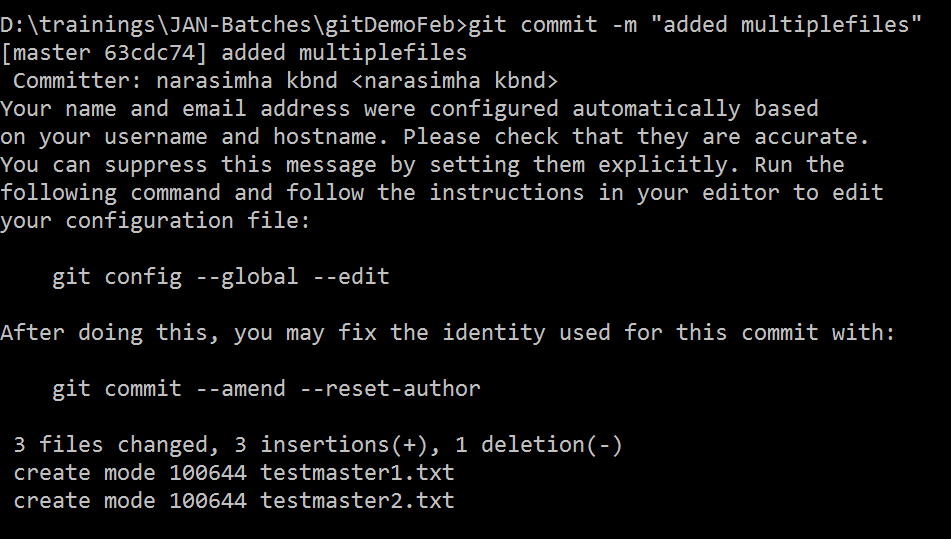 D:\trainings\JAN-Batches\gitDemoFeb>git commit -m "added multiplefiles"
[master 63cdc74] added multiplefiles
Committer: narasimha kbnd <narasimha kbnd>
Your name and email address were configured automatically based
on your username and hostname. Please check that they are accurate.
You can suppress this message by setting them explicitly. Run the
following command and follow the instructions in your editor to edit
your configuration file:
git config --global --edit
After doing this, you may fix the identity used for this commit with:
git commit --amend --reset-author
3 files changed, 3 insertions(+), 1 deletion(-)
create mode 100644 testmaster1.txt
create mode 100644 testmaster2.txt